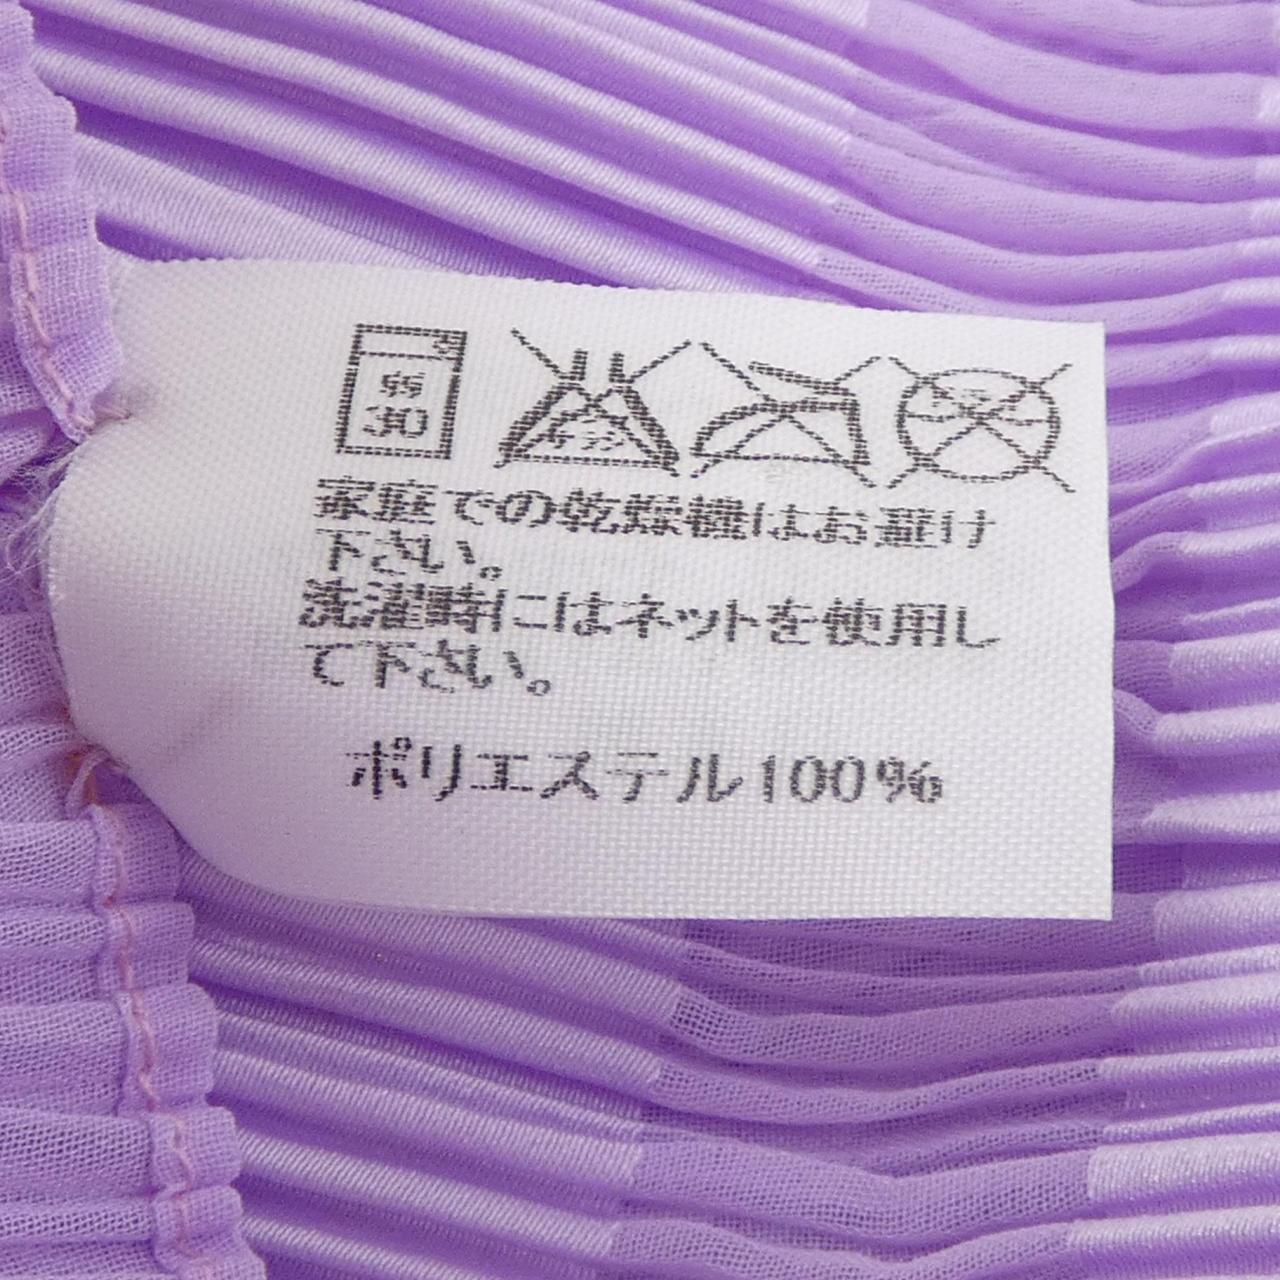 弱
30
家庭での乾燥機はお避け
下さい。
洗濯時にはネットを使用し
て下さい。
ポリエステル100%